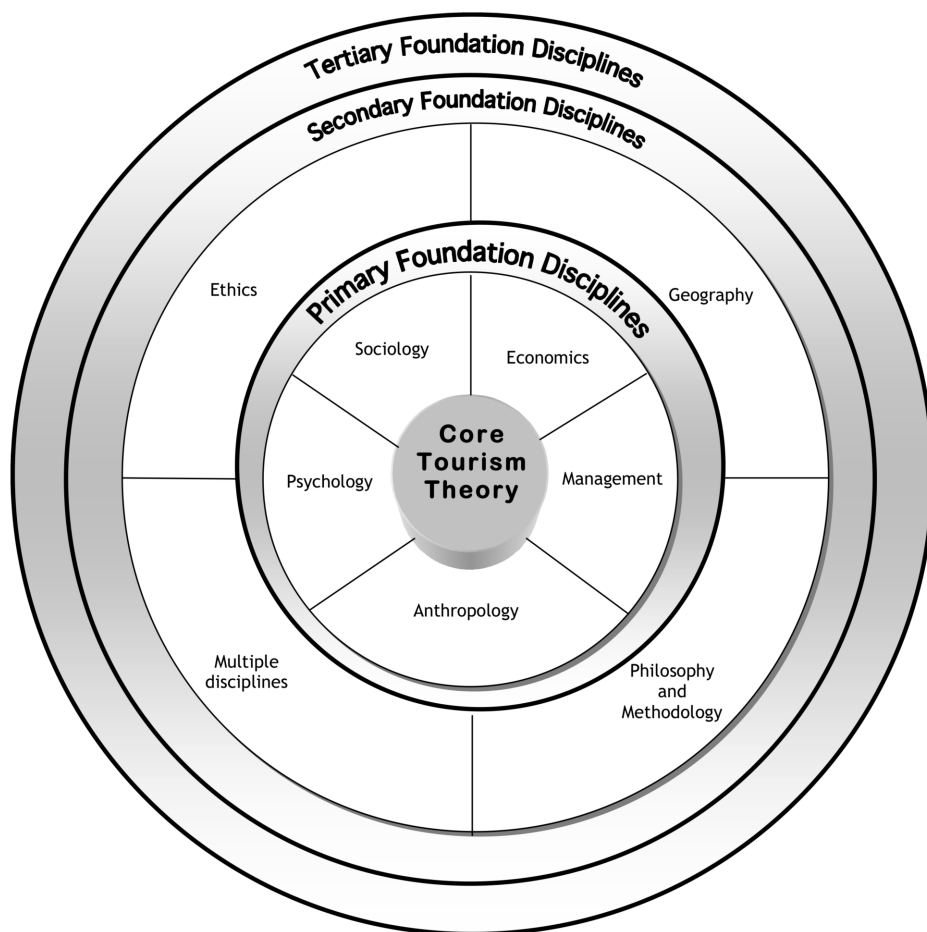 Tertiary Foundation Disciplines
Secondary Foundation Disciplines
Primary Foundation Disciplines
Ethics
Geography
Sociology
Economics
Core
Tourism
Theory
Psychology
Management
Anthropology
Multiple
disciplines
Philosophy
and
Methodology